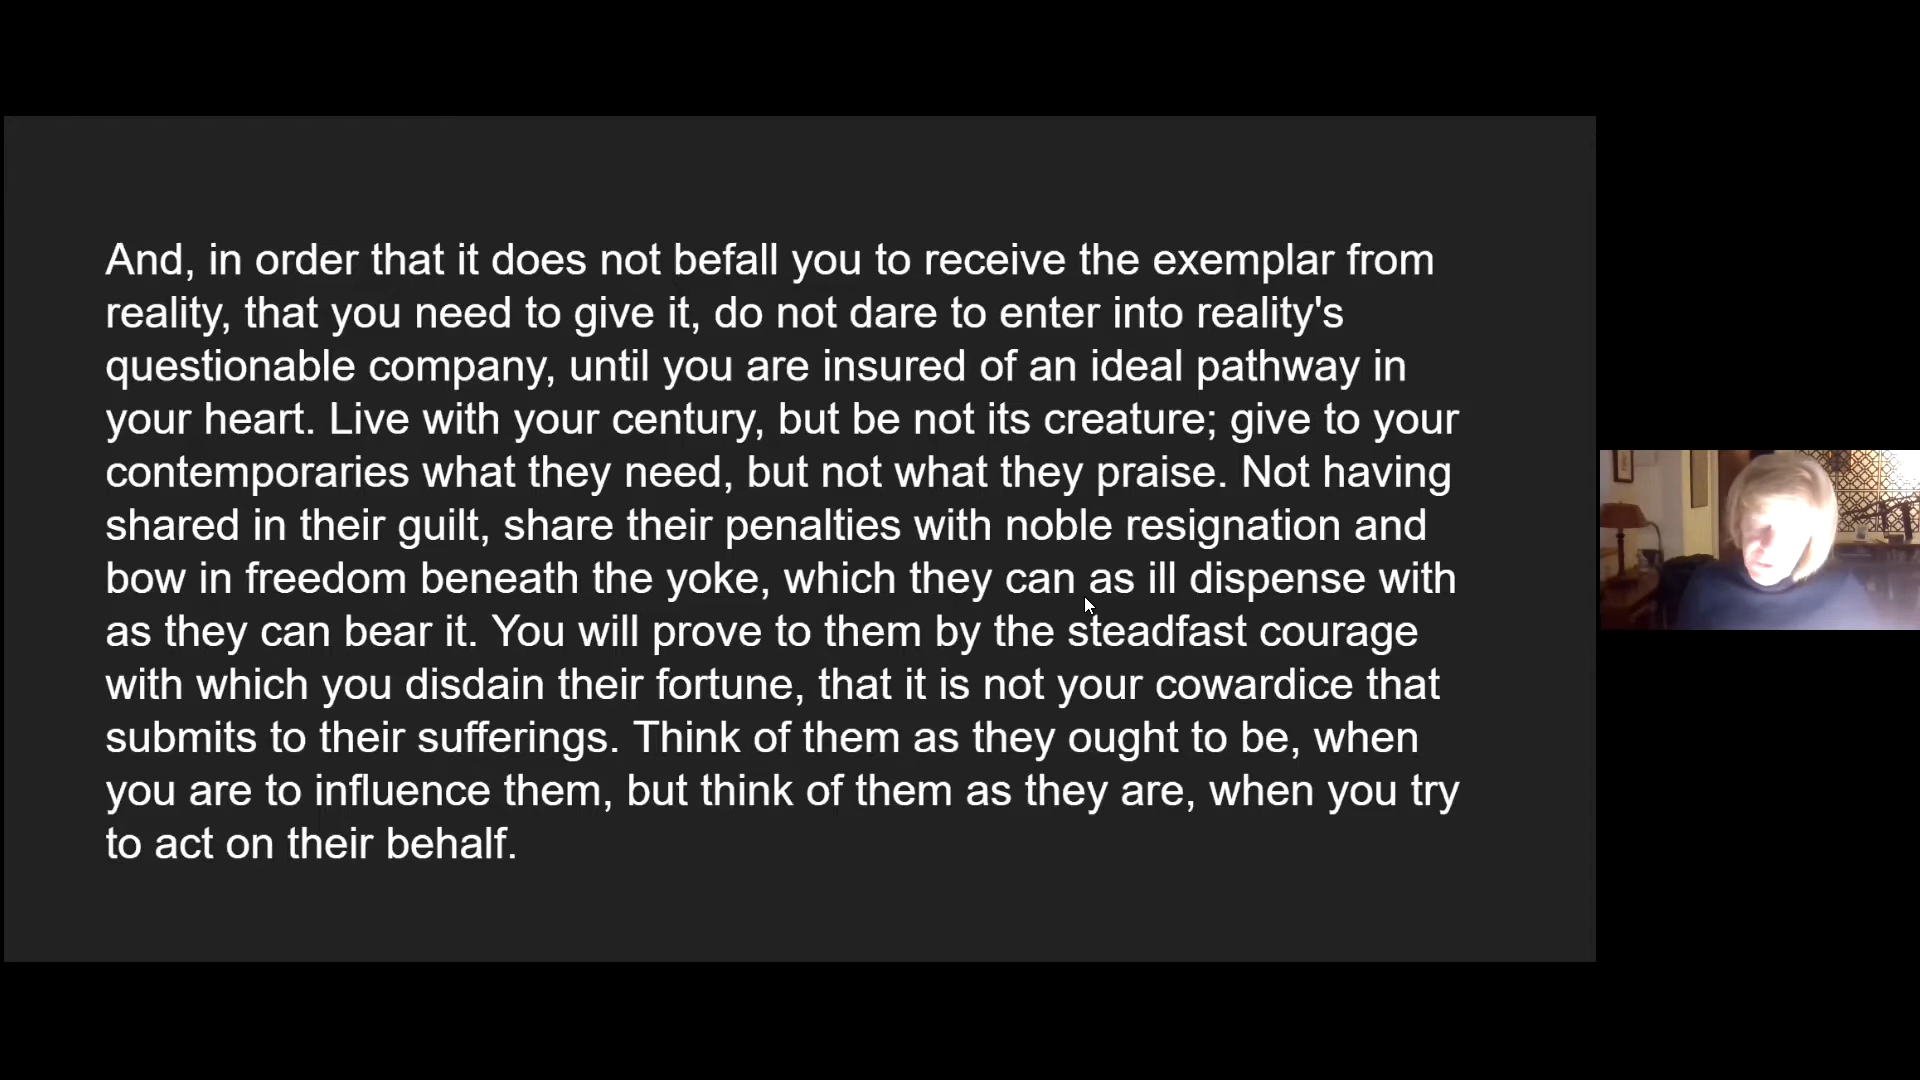 And, in order that it does not befall you to receive the exemplar from
reality, that you need to give it, do not dare to enter into reality's
questionable company, until you are insured of an ideal pathway in
your heart. Live with your century, but be not its creature; give to your
contemporaries what they need, but not what they praise. Not having
shared in their guilt, share their penalties with noble resignation and
bow in freedom beneath the yoke, which they can as ill dispense with
as they can bear it. You will prove to them by the steadfast courage
with which you disdain their fortune, that it is not your cowardice that
submits to their sufferings. Think of them as they ought to be, when
you are to influence them, but think of them as they are, when you try
to act on their behalf.